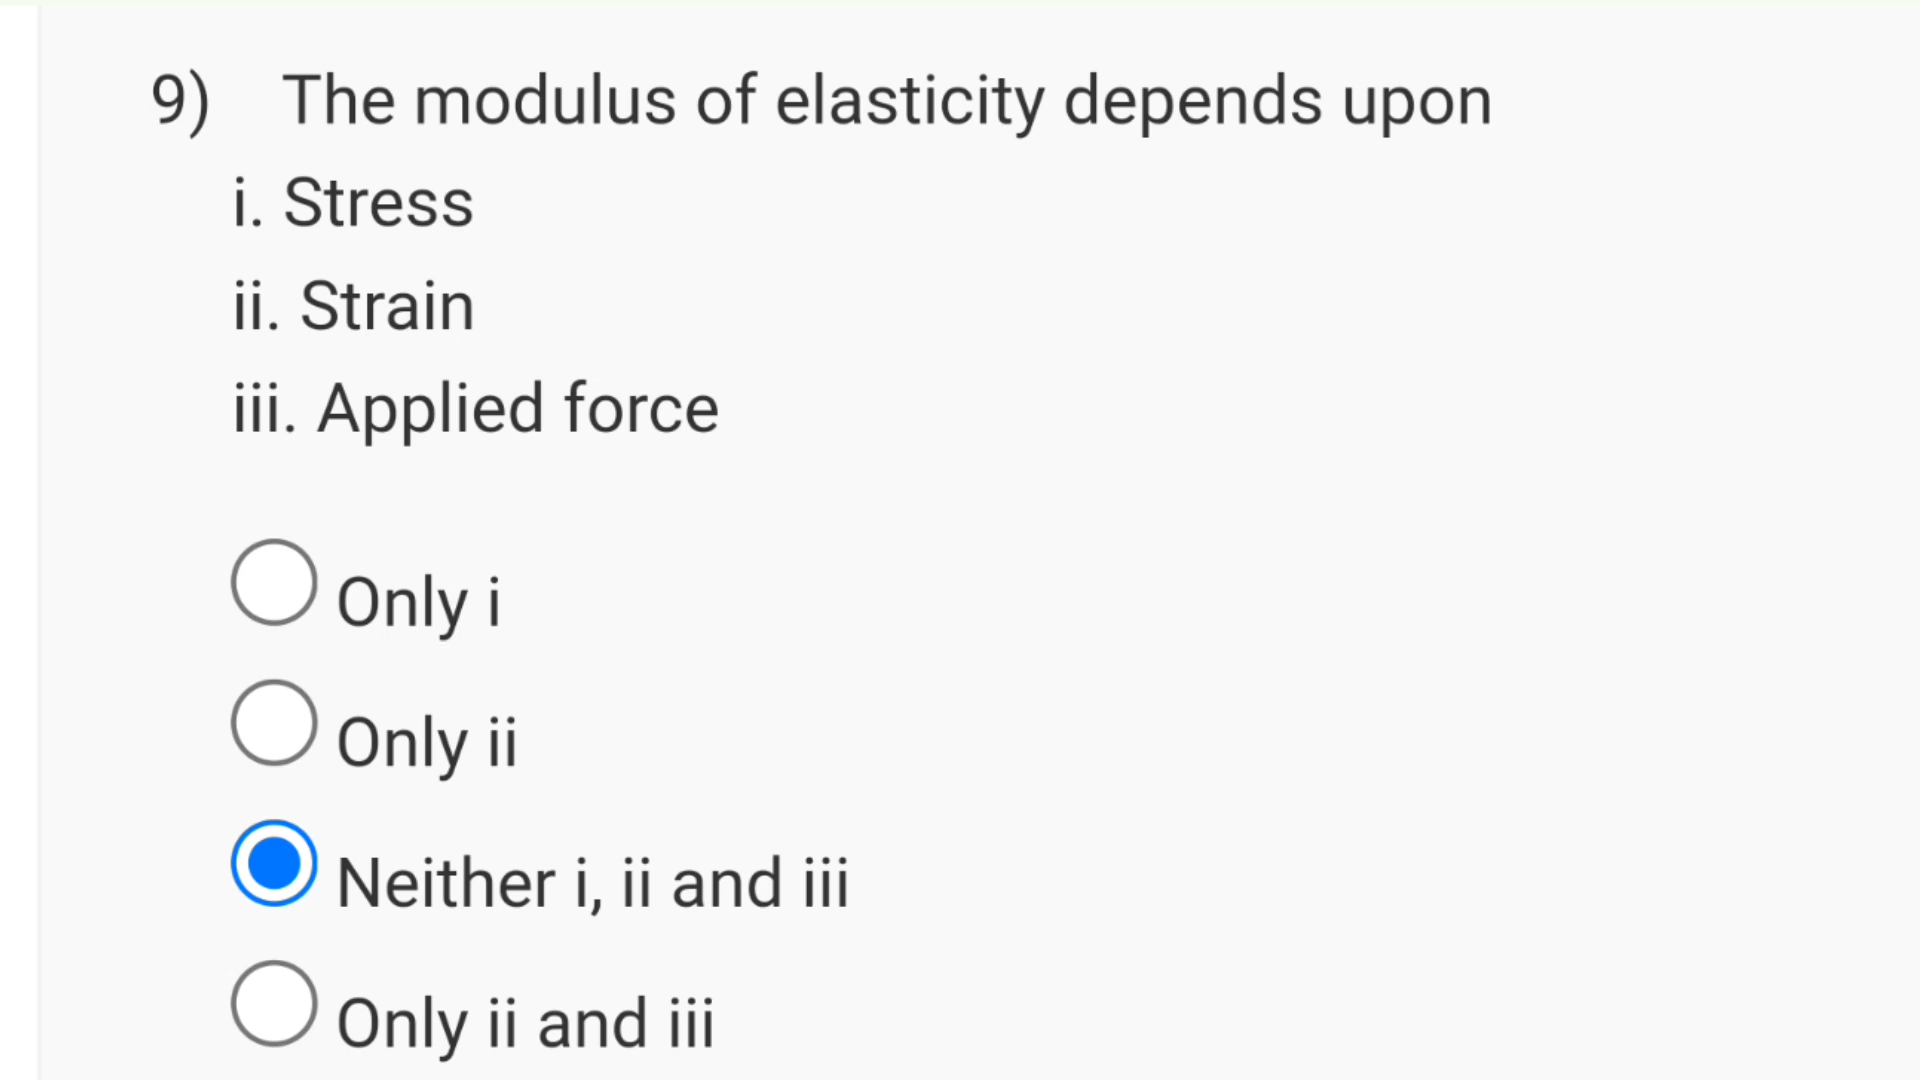 9) The modulus of elasticity depends upon
i. Stress
ii. Strain
iii. Applied force
Only i
Only ii
Neither i, ii and iii
Only ii and iii